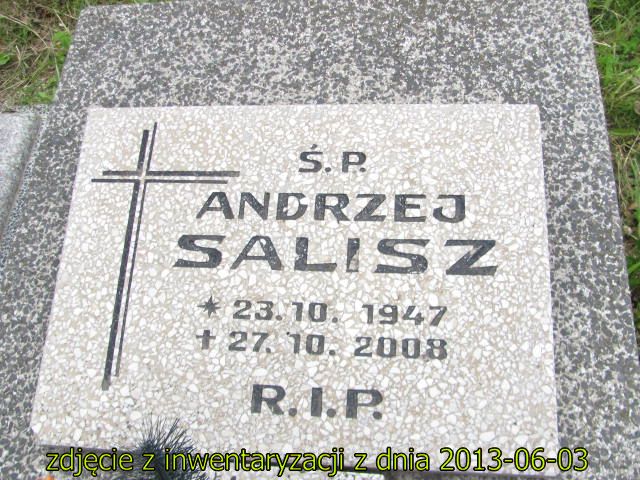 Ś.P.
ANDRZEJ
SALISZ
* 23.10. 1947
✝ 27.10. 2008
R.I.P.
zdjęcie z inwentaryzacji z dnia 2013-06-03